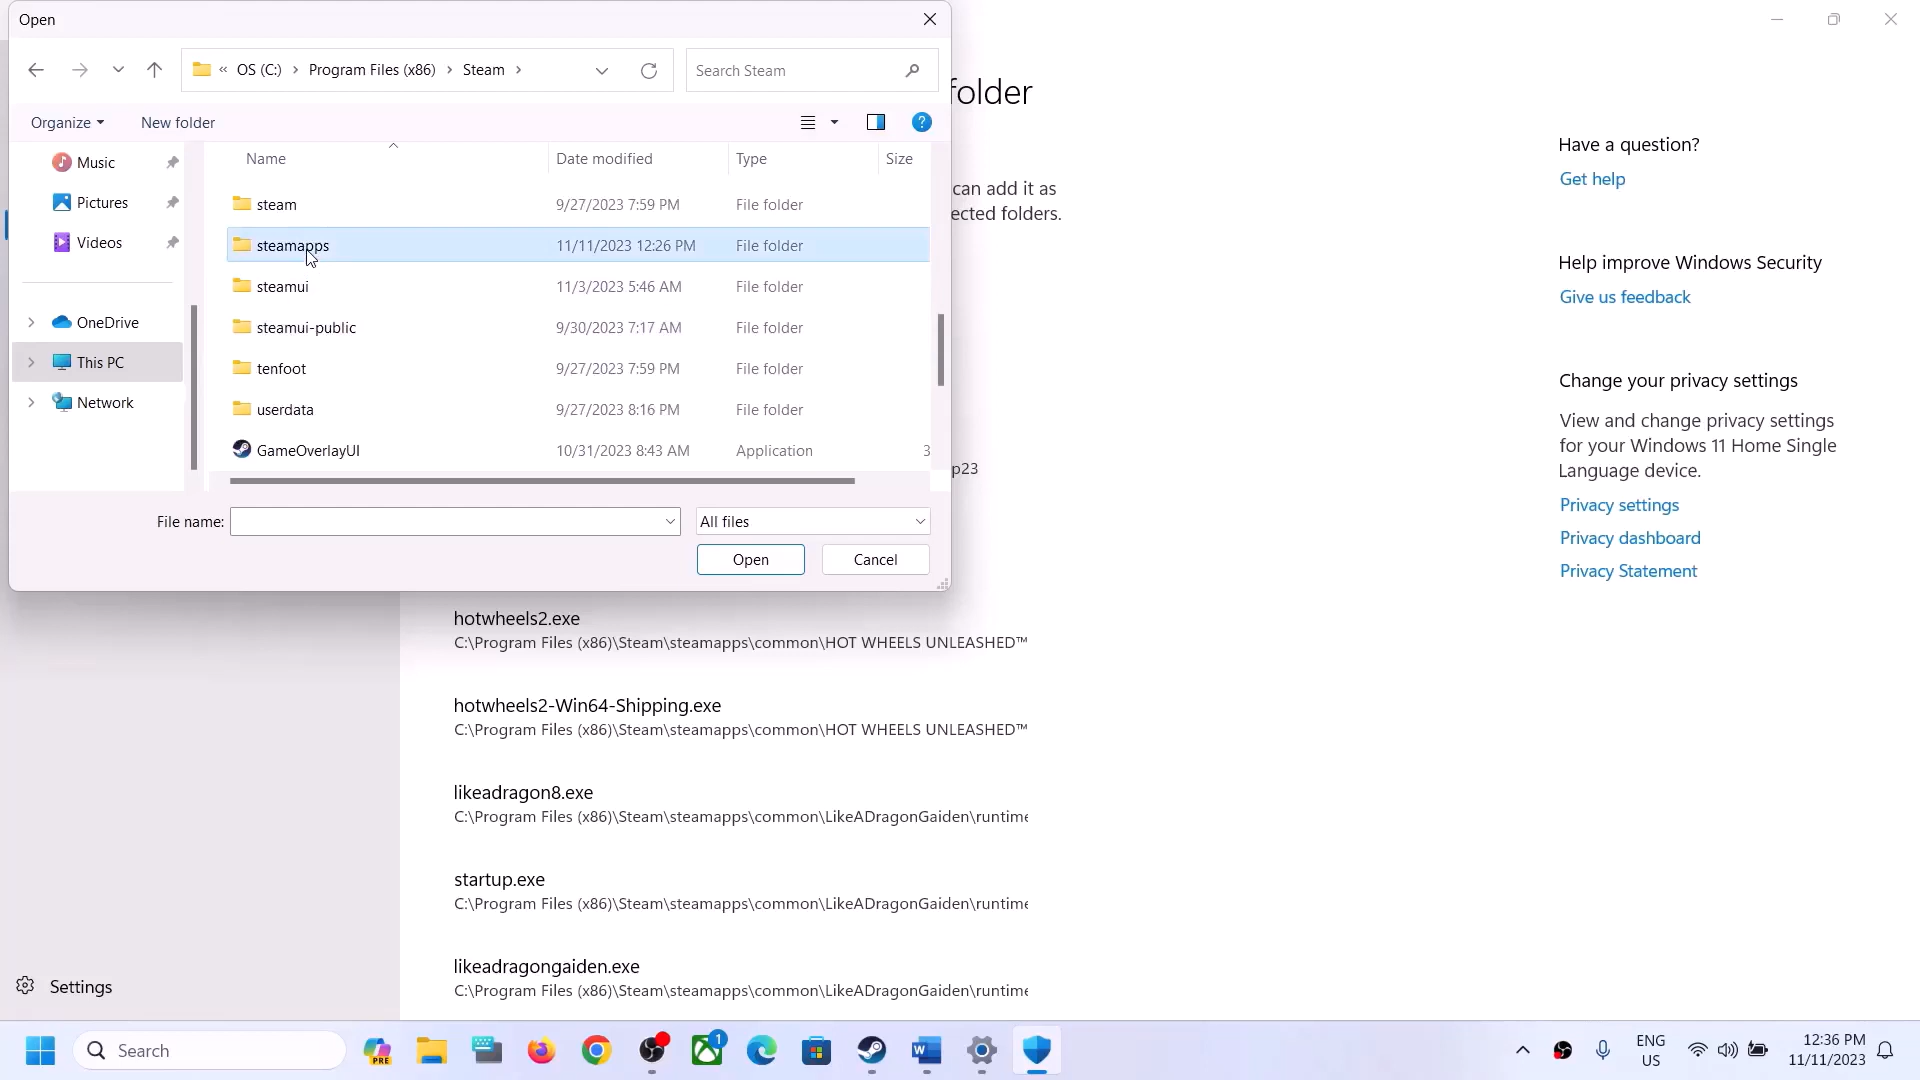 Open
« OS (C:) > Program Files (x86) > Steam >
Search Steam
Organize
New folder
Name
Date modified
Type
Size
Music
Pictures
Videos
OneDrive
This PC
Network
steam 9/27/2023 7:59 PM File folder
steamapps 11/11/2023 12:26 PM File folder
steamui 11/3/2023 5:46 AM File folder
steamui-public 9/30/2023 7:17 AM File folder
tenfoot 9/27/2023 7:59 PM File folder
userdata 9/27/2023 8:16 PM File folder
GameOverlayUI 10/31/2023 8:43 AM Application 3
File name:
All files
Open
Cancel
folder
can add it as
ected folders.
p23
hotwheels2.exe
C:\Program Files (x86)\Steam\steamapps\common\HOT WHEELS UNLEASHED™
hotwheels2-Win64-Shipping.exe
C:\Program Files (x86)\Steam\steamapps\common\HOT WHEELS UNLEASHED™
likeadragon8.exe
C:\Program Files (x86)\Steam\steamapps\common\LikeADragonGaiden\runtime
startup.exe
C:\Program Files (x86)\Steam\steamapps\common\LikeADragonGaiden\runtime
likeadragongaiden.exe
C:\Program Files (x86)\Steam\steamapps\common\LikeADragonGaiden\runtime
Have a question?
Get help
Help improve Windows Security
Give us feedback
Change your privacy settings
View and change privacy settings
for your Windows 11 Home Single
Language device.
Privacy settings
Privacy dashboard
Privacy Statement
Settings
Search
PRE
1
ENG
US
12:36 PM
11/11/2023